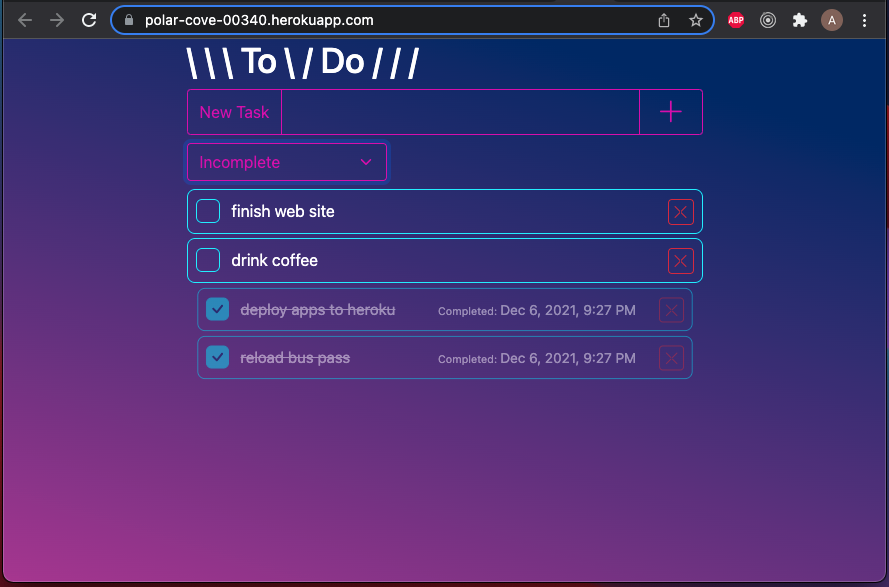 polar-cove-00340.herokuapp.com
ABP
A
\ \ \ To \ / Do / / /
New Task
Incomplete
finish web site
drink coffee
deploy apps to heroku Completed: Dec 6, 2021, 9:27 PM
reload bus pass Completed: Dec 6, 2021, 9:27 PM